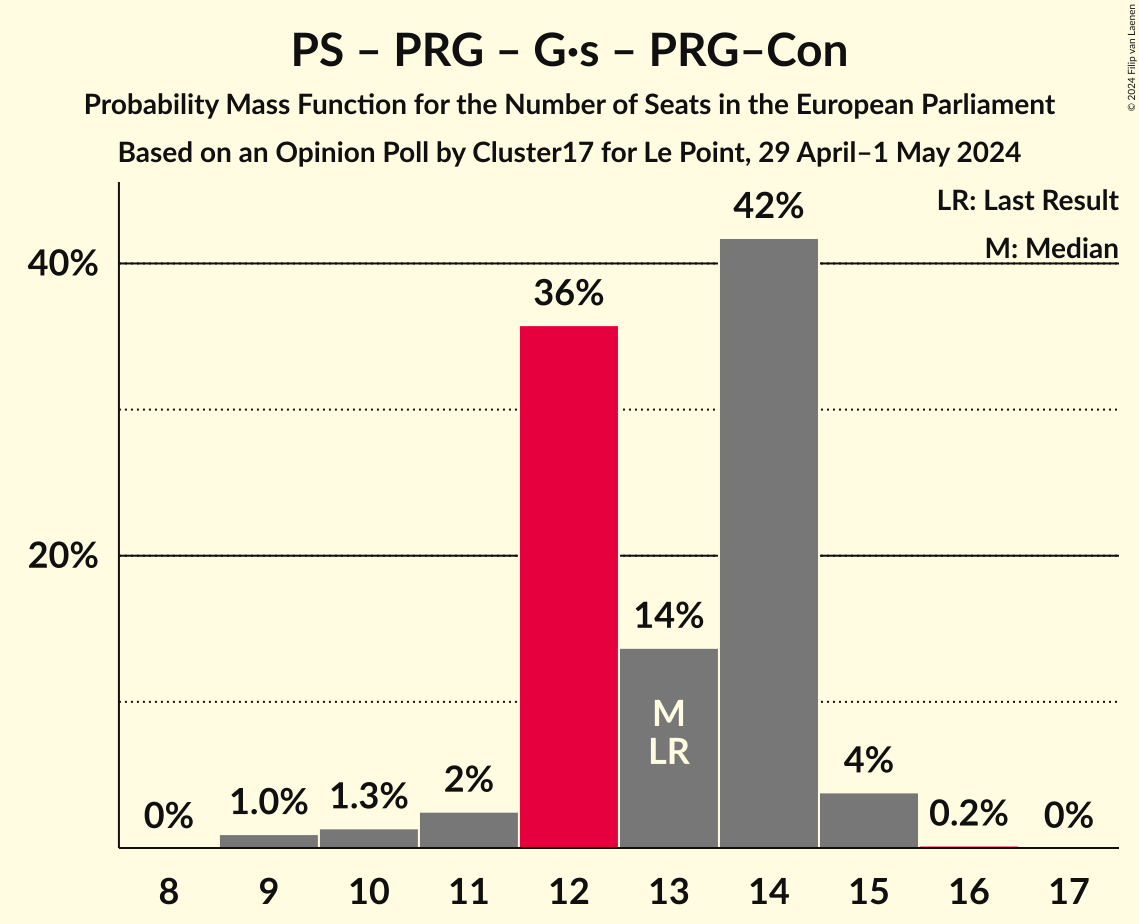 PS – PRG – G•s – PRG–Con
Probability Mass Function for the Number of Seats in the European Parliament
Based on an Opinion Poll by Cluster17 for Le Point, 29 April–1 May 2024
© 2024 Filip van Laenen
LR: Last Result
M: Median
40%
20%
0%
1.0%
1.3%
2%
36%
14%
42%
4%
0.2%
0%
M
LR
8 9 10 11 12 13 14 15 16 17